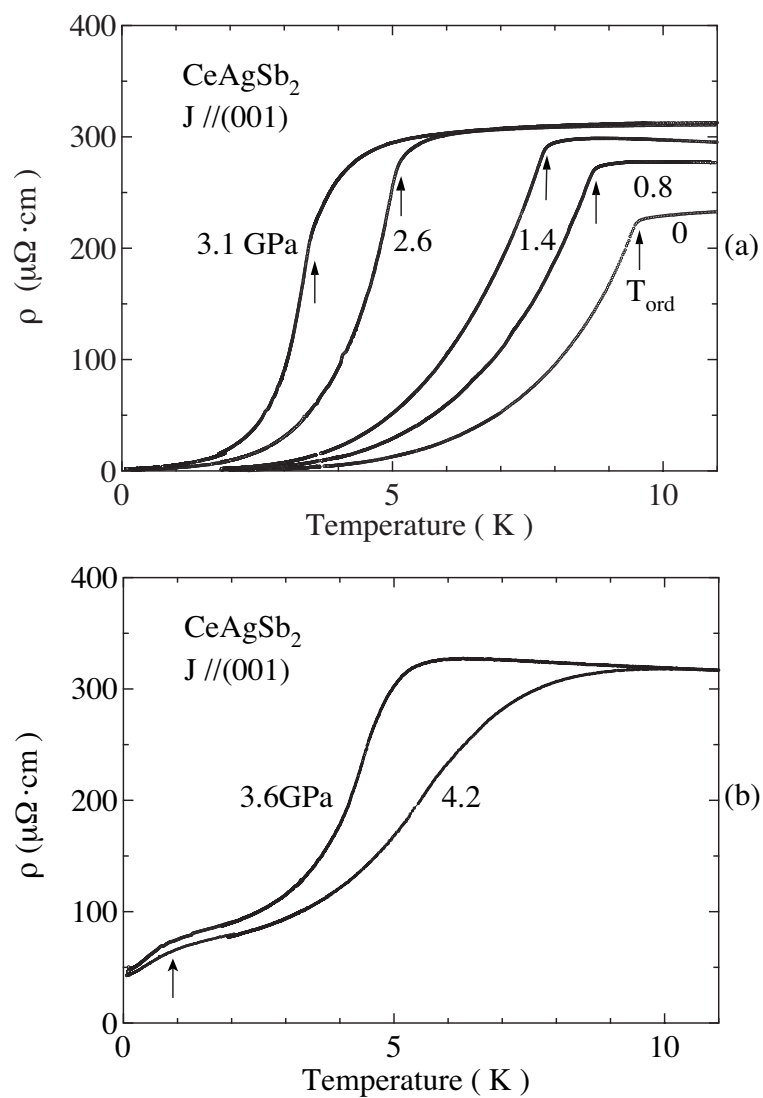 400
CeAgSb₂
J //(001)
300
0.8
3.1 GPa
2.6
1.4
0
(a)
200
T_ord
ρ (μΩ·cm)
100
0
0
5
10
Temperature ( K )
400
CeAgSb₂
J //(001)
300
3.6GPa
4.2
(b)
200
ρ (μΩ·cm)
100
0
0
5
10
Temperature ( K )